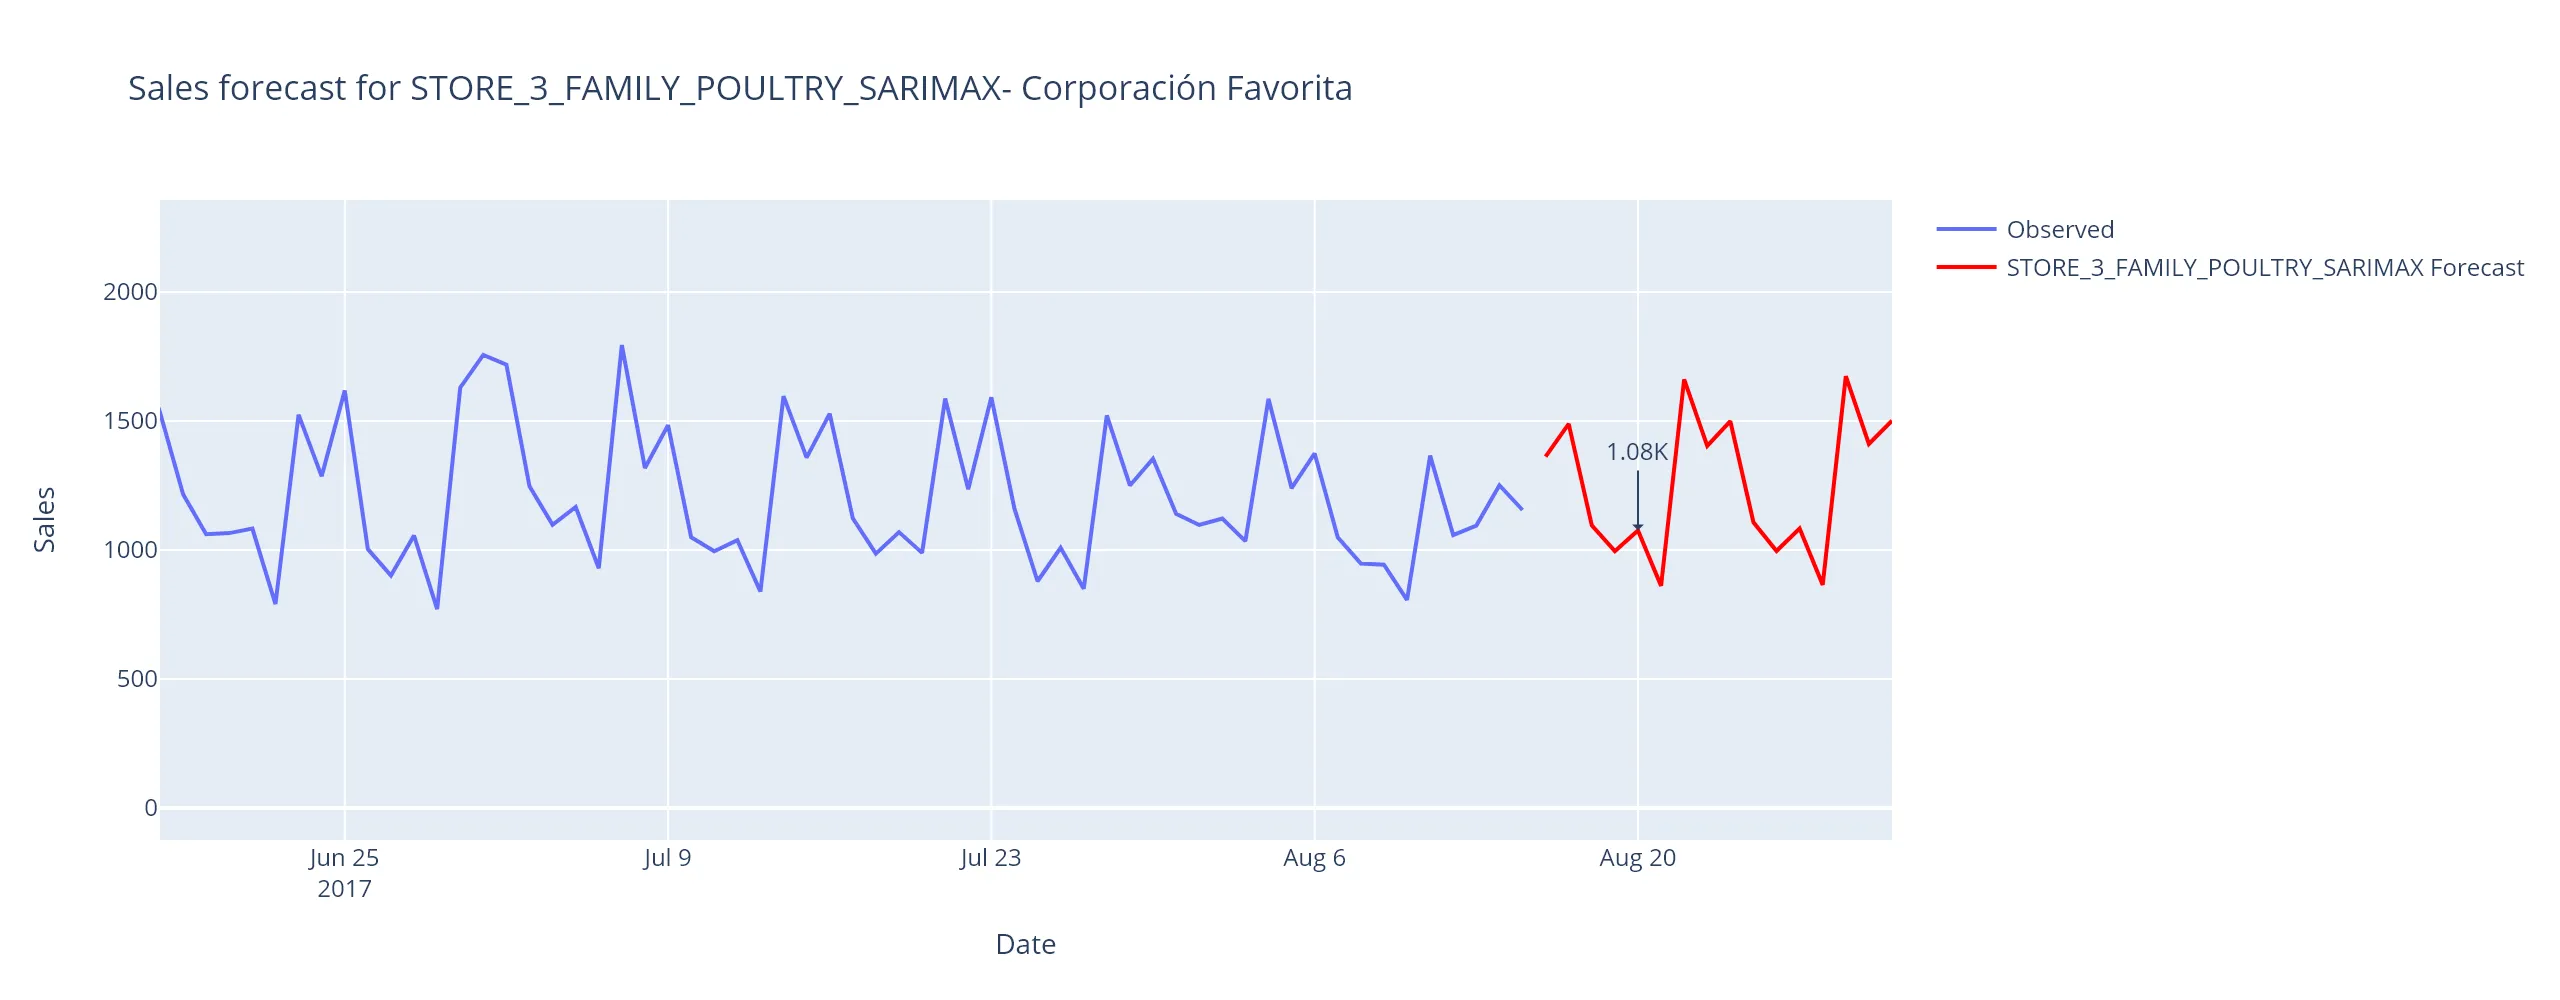 Sales forecast for STORE_3_FAMILY_POULTRY_SARIMAX- Corporación Favorita
Observed
STORE_3_FAMILY_POULTRY_SARIMAX Forecast
2000
1500
1000
500
0
Sales
1.08K
Jun 25
2017
Jul 9
Jul 23
Aug 6
Aug 20
Date